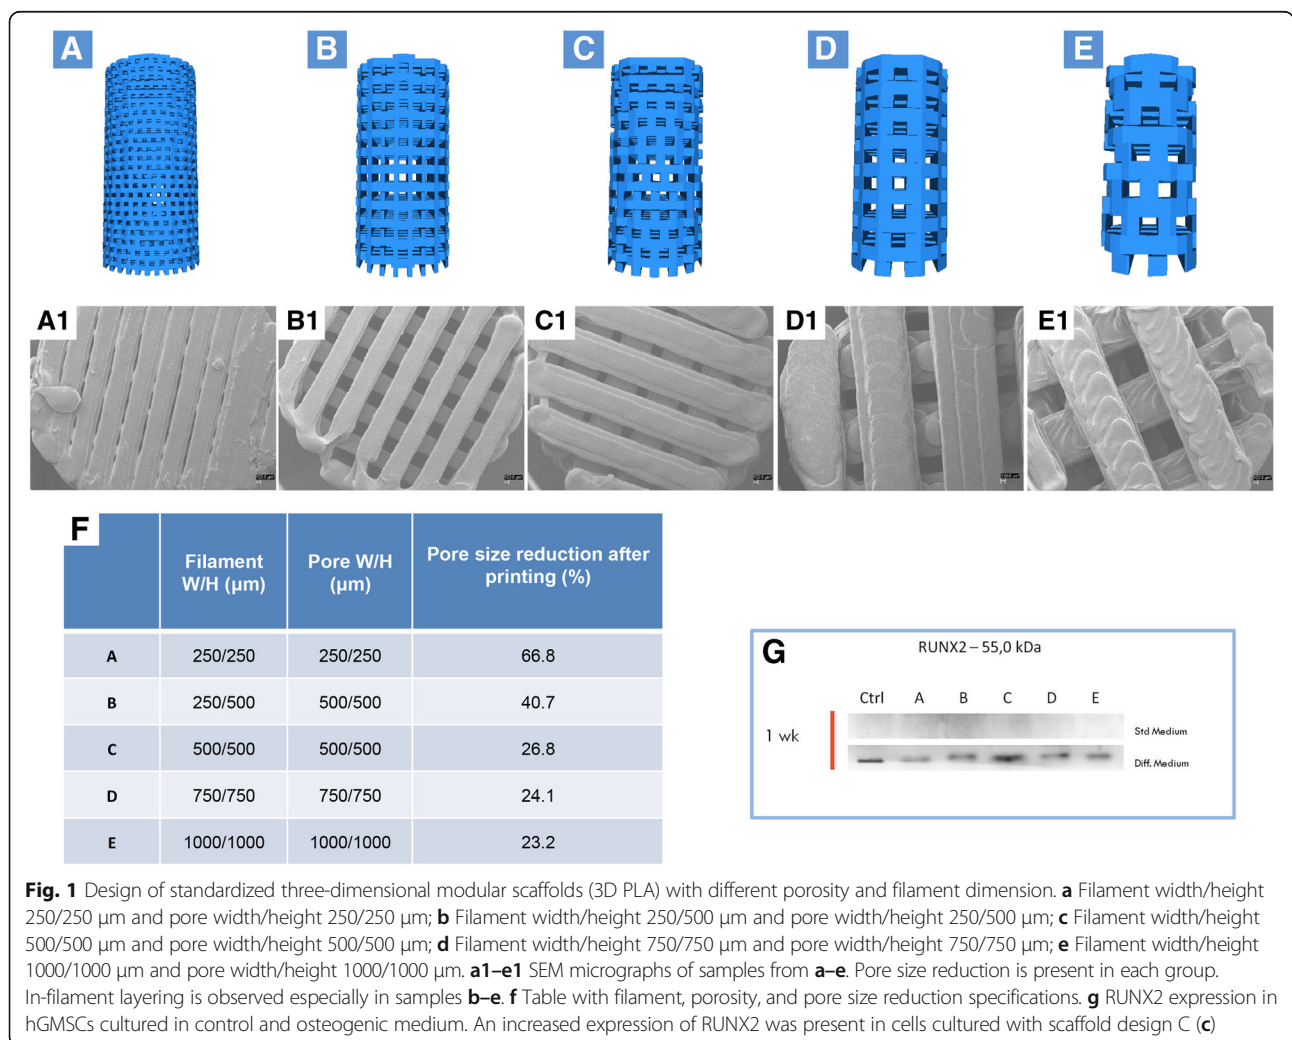 A
B
C
D
E
A1
B1
C1
D1
E1
F
Filament W/H (µm)
Pore W/H (µm)
Pore size reduction after printing (%)
A 250/250 250/250 66.8
B 250/500 500/500 40.7
C 500/500 500/500 26.8
D 750/750 750/750 24.1
E 1000/1000 1000/1000 23.2
G
RUNX2 – 55,0 kDa
Ctrl A B C D E
1 wk
Std Medium
Diff. Medium
Fig. 1 Design of standardized three-dimensional modular scaffolds (3D PLA) with different porosity and filament dimension. a Filament width/height
250/250 µm and pore width/height 250/250 µm; b Filament width/height 250/500 µm and pore width/height 250/500 µm; c Filament width/height
500/500 µm and pore width/height 500/500 µm; d Filament width/height 750/750 µm and pore width/height 750/750 µm; e Filament width/height
1000/1000 µm and pore width/height 1000/1000 µm. a1–e1 SEM micrographs of samples from a–e. Pore size reduction is present in each group.
In-filament layering is observed especially in samples b–e. f Table with filament, porosity, and pore size reduction specifications. g RUNX2 expression in
hGMSCs cultured in control and osteogenic medium. An increased expression of RUNX2 was present in cells cultured with scaffold design C (c)